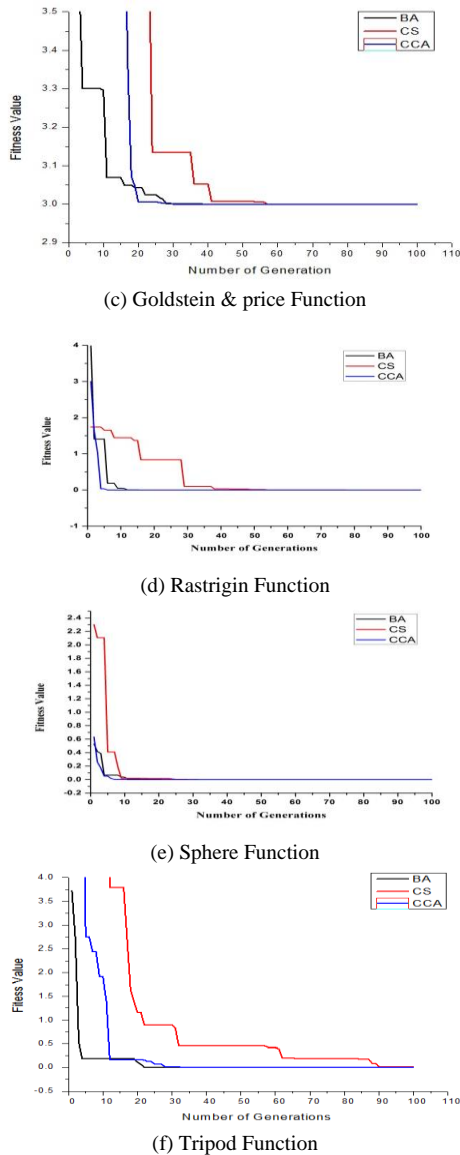 3.5
3.4
3.3
3.2
3.1
3.0
2.9
Fitness Value
BA
CS
CCA
0 10 20 30 40 50 60 70 80 90 100 110
Number of Generation
(c) Goldstein & price Function
4
3
2
1
0
-1
Fitness Value
BA
CS
CCA
0 10 20 30 40 50 60 70 80 90 100
Number of Generations
(d) Rastrigin Function
2.4
2.2
2.0
1.8
1.6
1.4
1.2
1.0
0.8
0.6
0.4
0.2
0.0
-0.2
Fitness Value
BA
CS
CCA
0 10 20 30 40 50 60 70 80 90 100
Number of Generations
(e) Sphere Function
4.0
3.5
3.0
2.5
2.0
1.5
1.0
0.5
0.0
-0.5
Fitess Value
BA
CS
CCA
0 10 20 30 40 50 60 70 80 90 100 110
Number of Generations
(f) Tripod Function